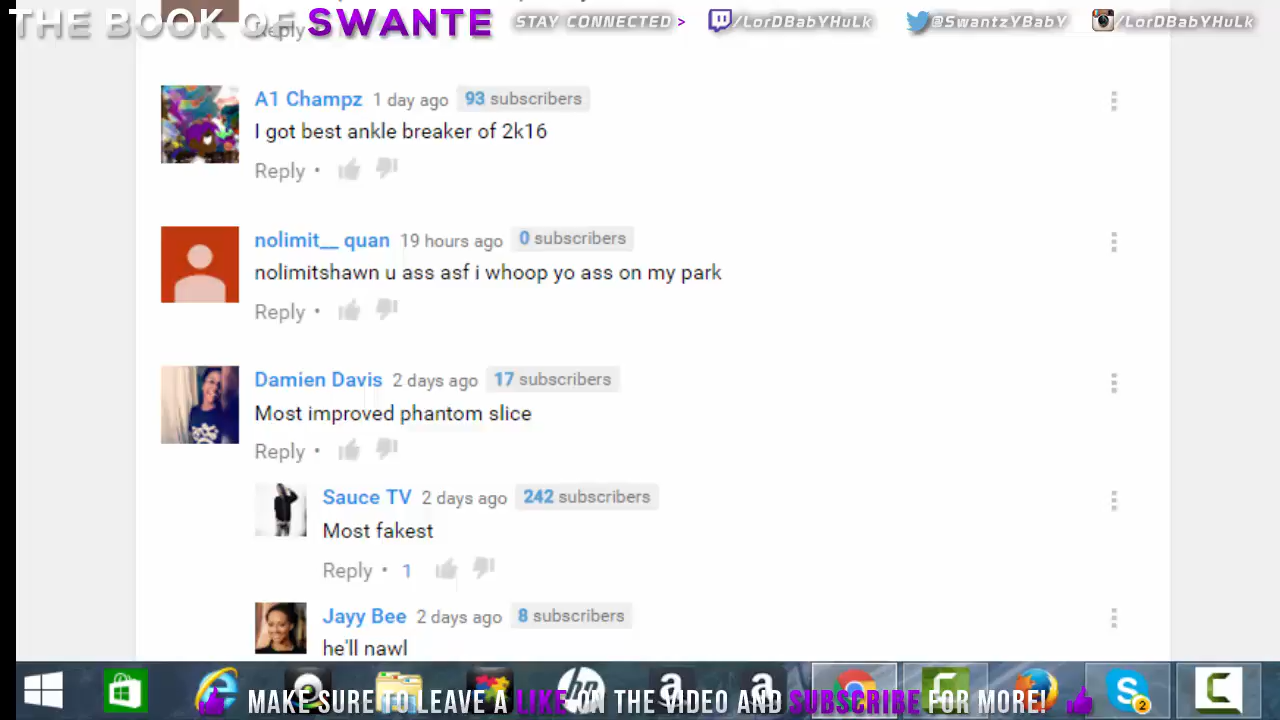 THE BOOK OF SWANTE STAY CONNECTED > /LorDBabYHuLk @SwantzYBabY /LorDBabYHuLk
Reply
A1 Champz 1 day ago 93 subscribers
I got best ankle breaker of 2k16
Reply •
nolimit__ quan 19 hours ago 0 subscribers
nolimitshawn u ass asf i whoop yo ass on my park
Reply •
Damien Davis 2 days ago 17 subscribers
Most improved phantom slice
Reply •
Sauce TV 2 days ago 242 subscribers
Most fakest
Reply • 1
Jayy Bee 2 days ago 8 subscribers
he'll nawl
MAKE SURE TO LEAVE A LIKE ON THE VIDEO AND SUBSCRIBE FOR MORE!
hp
a
a
2